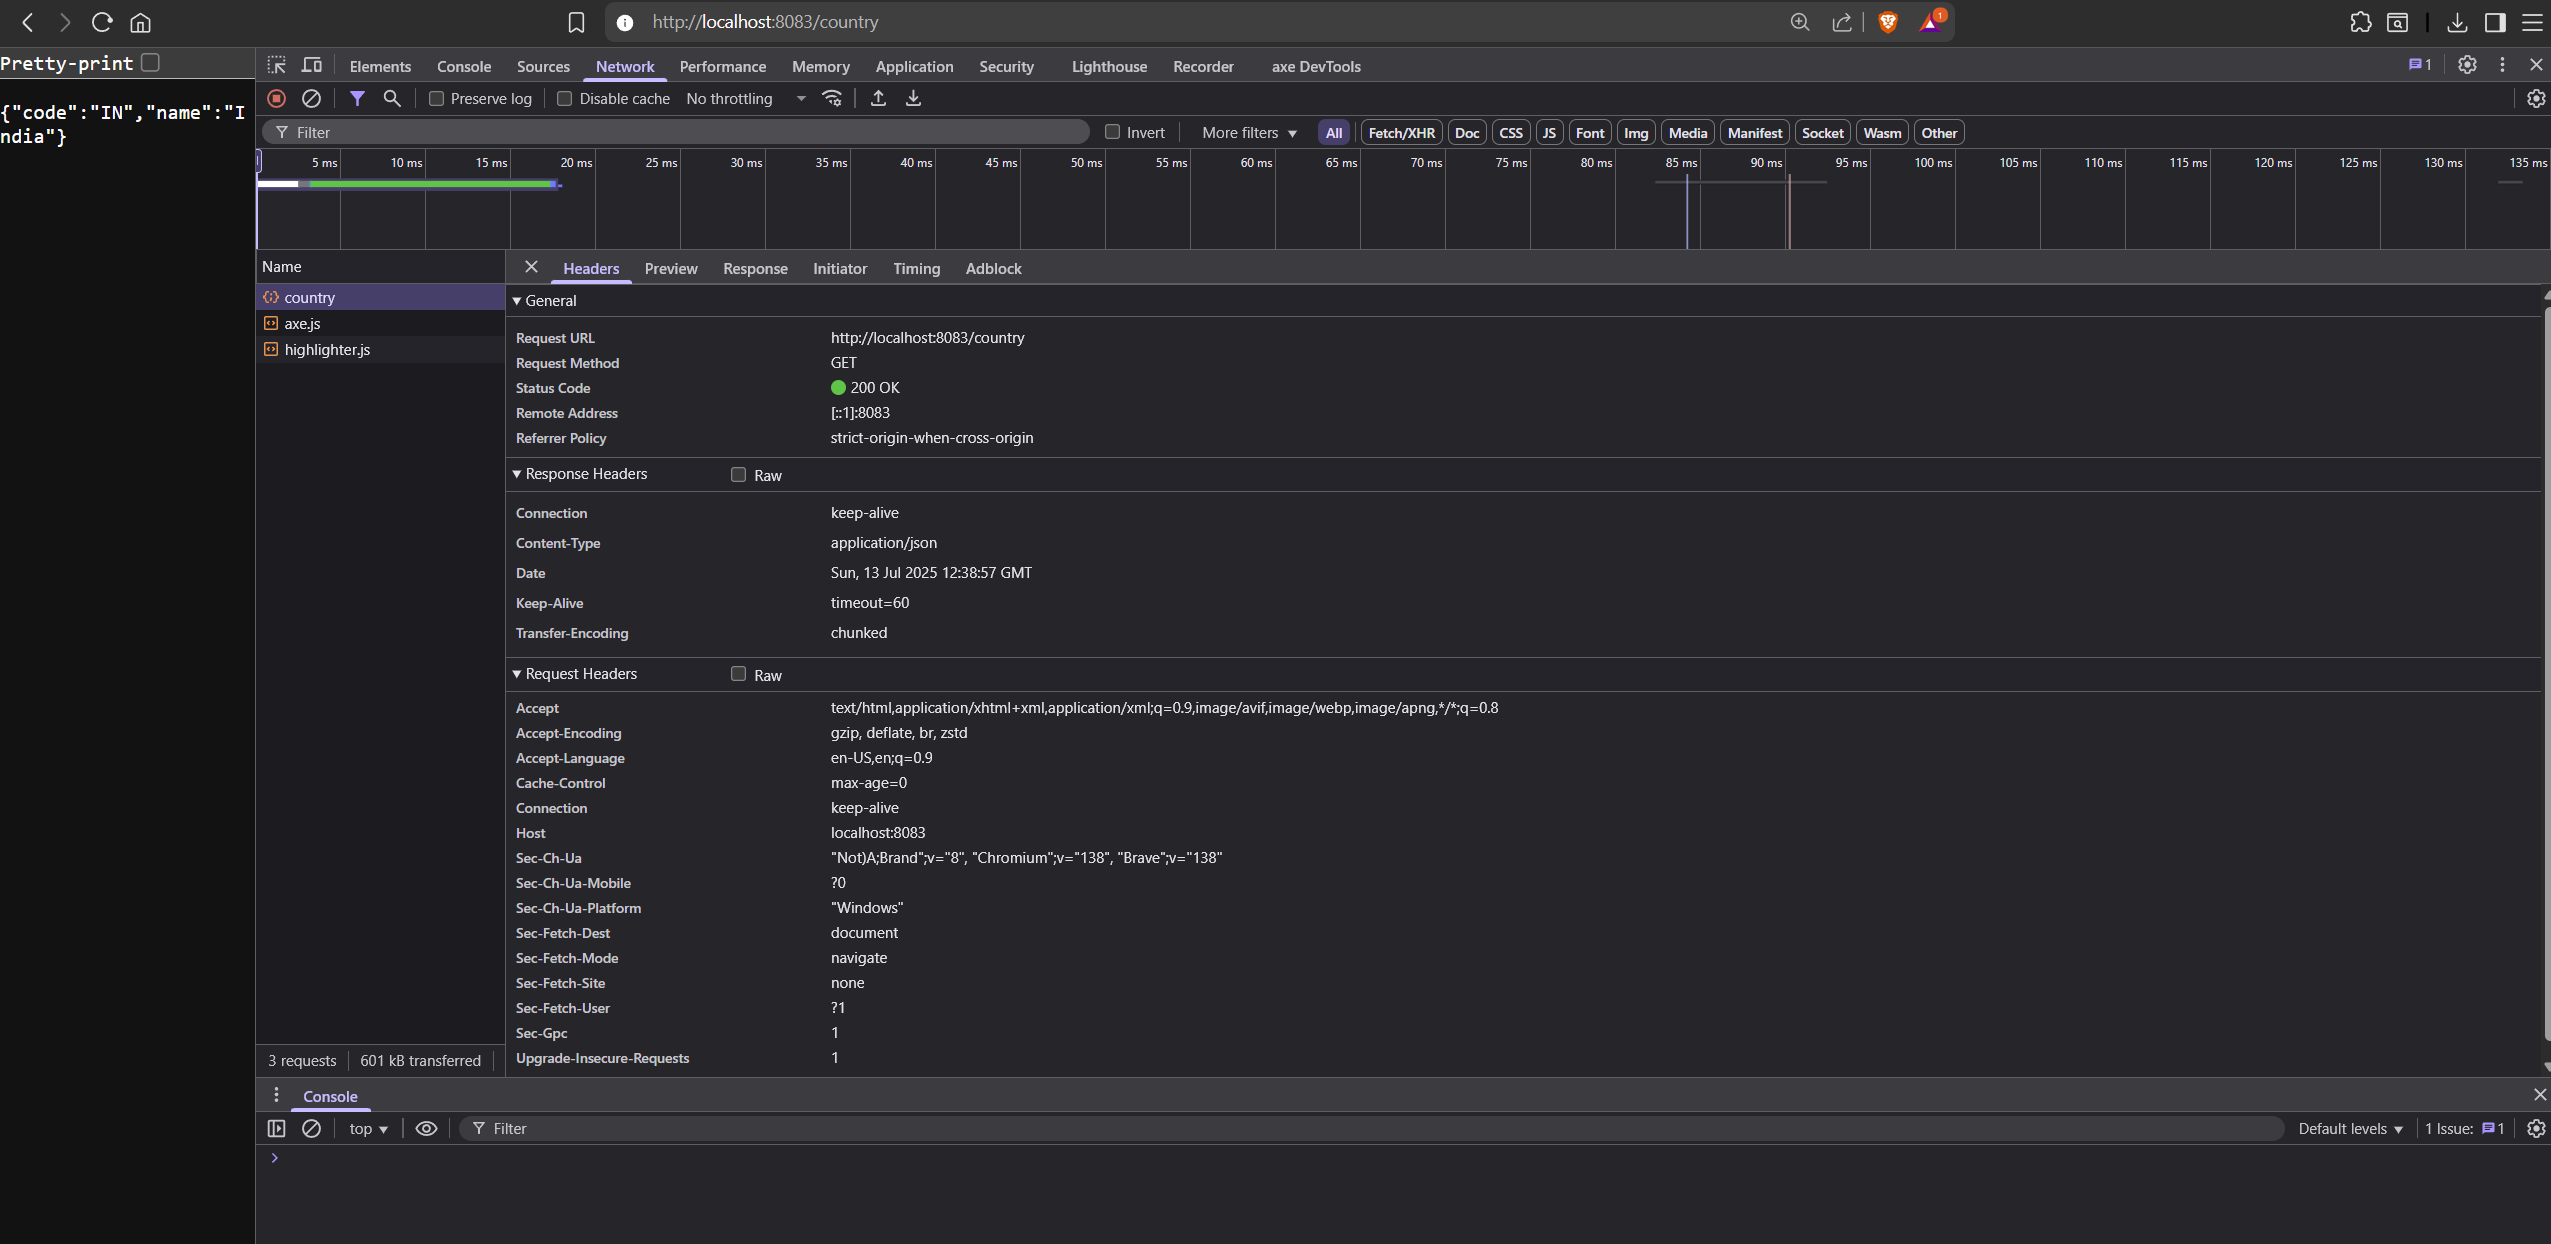 http://localhost:8083/country
1
Pretty-print
{"code":"IN","name":"I
ndia"}
Elements Console Sources Network Performance Memory Application Security Lighthouse Recorder axe DevTools 1
Preserve log Disable cache No throttling
Filter Invert More filters All Fetch/XHR Doc CSS JS Font Img Media Manifest Socket Wasm Other
5 ms 10 ms 15 ms 20 ms 25 ms 30 ms 35 ms 40 ms 45 ms 50 ms 55 ms 60 ms 65 ms 70 ms 75 ms 80 ms 85 ms 90 ms 95 ms 100 ms 105 ms 110 ms 115 ms 120 ms 125 ms 130 ms 135 ms
Name
country
axe.js
highlighter.js
3 requests 601 kB transferred
Headers Preview Response Initiator Timing Adblock
General
Request URL http://localhost:8083/country
Request Method GET
Status Code 200 OK
Remote Address [::1]:8083
Referrer Policy strict-origin-when-cross-origin
Response Headers Raw
Connection keep-alive
Content-Type application/json
Date Sun, 13 Jul 2025 12:38:57 GMT
Keep-Alive timeout=60
Transfer-Encoding chunked
Request Headers Raw
Accept text/html,application/xhtml+xml,application/xml;q=0.9,image/avif,image/webp,image/apng,*/*;q=0.8
Accept-Encoding gzip, deflate, br, zstd
Accept-Language en-US,en;q=0.9
Cache-Control max-age=0
Connection keep-alive
Host localhost:8083
Sec-Ch-Ua "Not)A;Brand";v="8", "Chromium";v="138", "Brave";v="138"
Sec-Ch-Ua-Mobile ?0
Sec-Ch-Ua-Platform "Windows"
Sec-Fetch-Dest document
Sec-Fetch-Mode navigate
Sec-Fetch-Site none
Sec-Fetch-User ?1
Sec-Gpc 1
Upgrade-Insecure-Requests 1
Console
top Filter Default levels 1 Issue: 1